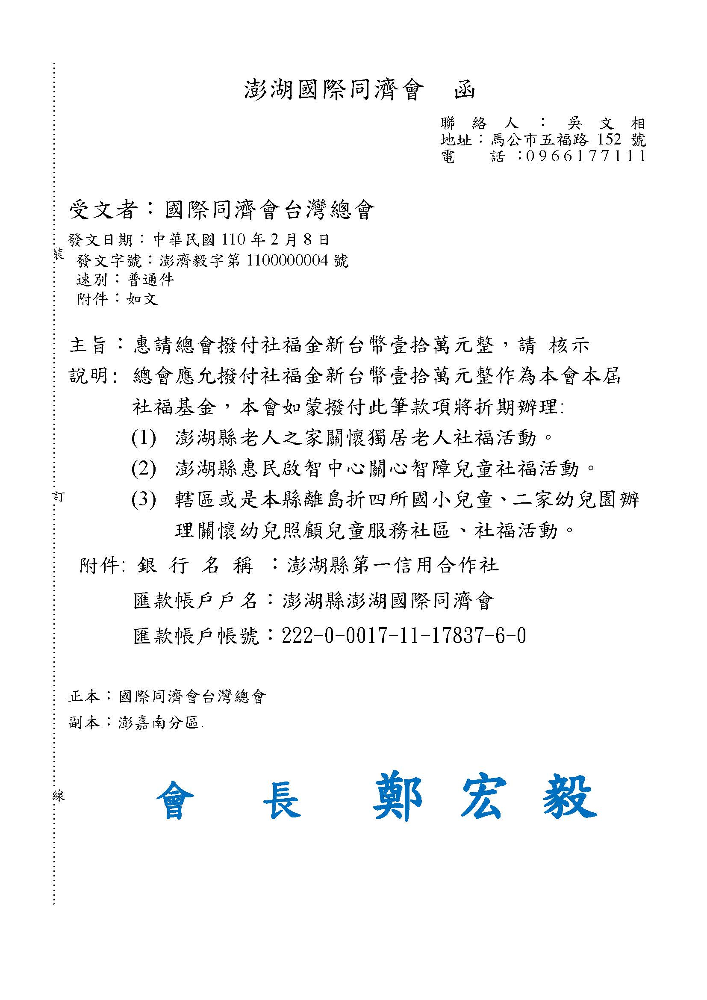 澎湖國際同濟會　函
聯絡人：吳文相
地址：馬公市五福路 152 號
電　話：0966177111
受文者：國際同濟會台灣總會
發文日期：中華民國 110 年 2 月 8 日
裝
發文字號：澎濟毅字第 1100000004 號
速別：普通件
附件：如文
主旨：惠請總會撥付社福金新台幣壹拾萬元整，請 核示
說明: 總會應允撥付社福金新台幣壹拾萬元整作為本會本屆
社福基金，本會如蒙撥付此筆款項將折期辦理:
(1) 澎湖縣老人之家關懷獨居老人社福活動。
(2) 澎湖縣惠民啟智中心關心智障兒童社福活動。
訂
(3) 轄區或是本縣離島折四所國小兒童、二家幼兒園辦
理關懷幼兒照顧兒童服務社區、社福活動。
附件: 銀行名稱：澎湖縣第一信用合作社
匯款帳戶戶名：澎湖縣澎湖國際同濟會
匯款帳戶帳號：222-0-0017-11-17837-6-0
正本：國際同濟會台灣總會
副本：澎嘉南分區.
線
會　長　鄭宏毅